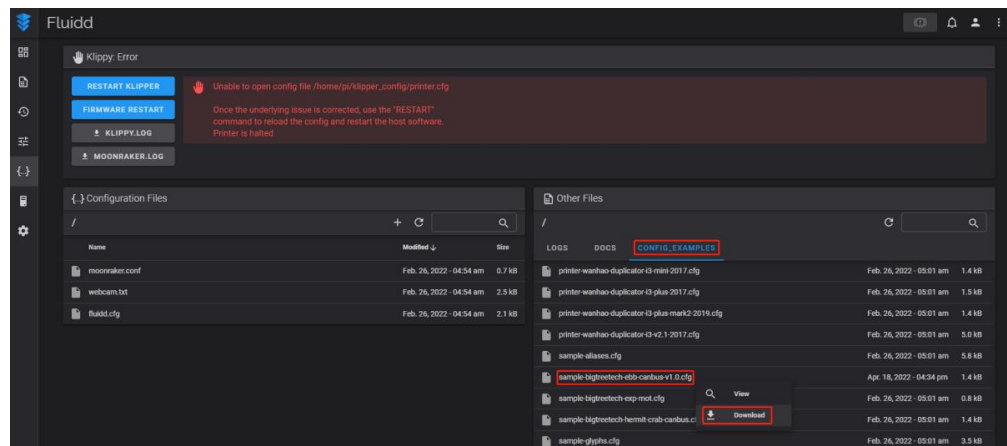 Fluidd
Klippy: Error
RESTART KLIPPER
FIRMWARE RESTART
KLIPPY.LOG
MOONRAKER.LOG
Unable to open config file /home/pi/klipper_config/printer.cfg
Once the underlying issue is corrected, use the "RESTART"
command to reload the config and restart the host software.
Printer is halted
{..} Configuration Files
/
Name Modified ↓ Size
moonraker.conf Feb. 26, 2022 - 04:54 am 0.7 kB
webcam.txt Feb. 26, 2022 - 04:54 am 2.5 kB
fluidd.cfg Feb. 26, 2022 - 04:54 am 2.1 kB
Other Files
/
LOGS DOCS CONFIG_EXAMPLES
printer-wanhao-duplicator-i3-mini-2017.cfg Feb. 26, 2022 - 05:01 am 1.4 kB
printer-wanhao-duplicator-i3-plus-2017.cfg Feb. 26, 2022 - 05:01 am 1.5 kB
printer-wanhao-duplicator-i3-plus-mark2-2019.cfg Feb. 26, 2022 - 05:01 am 1.4 kB
printer-wanhao-duplicator-i3-v2.1-2017.cfg Feb. 26, 2022 - 05:01 am 5.0 kB
sample-aliases.cfg Feb. 26, 2022 - 05:01 am 5.8 kB
sample-bigtreetech-ebb-canbus-v1.0.cfg Apr. 18, 2022 - 04:34 pm 1.4 kB
sample-bigtreetech-exp-mot.cfg Feb. 26, 2022 - 05:01 am 0.8 kB
View
Download
sample-bigtreetech-hermit-crab-canbus.c Feb. 26, 2022 - 05:01 am 1.4 kB
sample-glyphs.cfg Feb. 26, 2022 - 05:01 am 3.5 kB